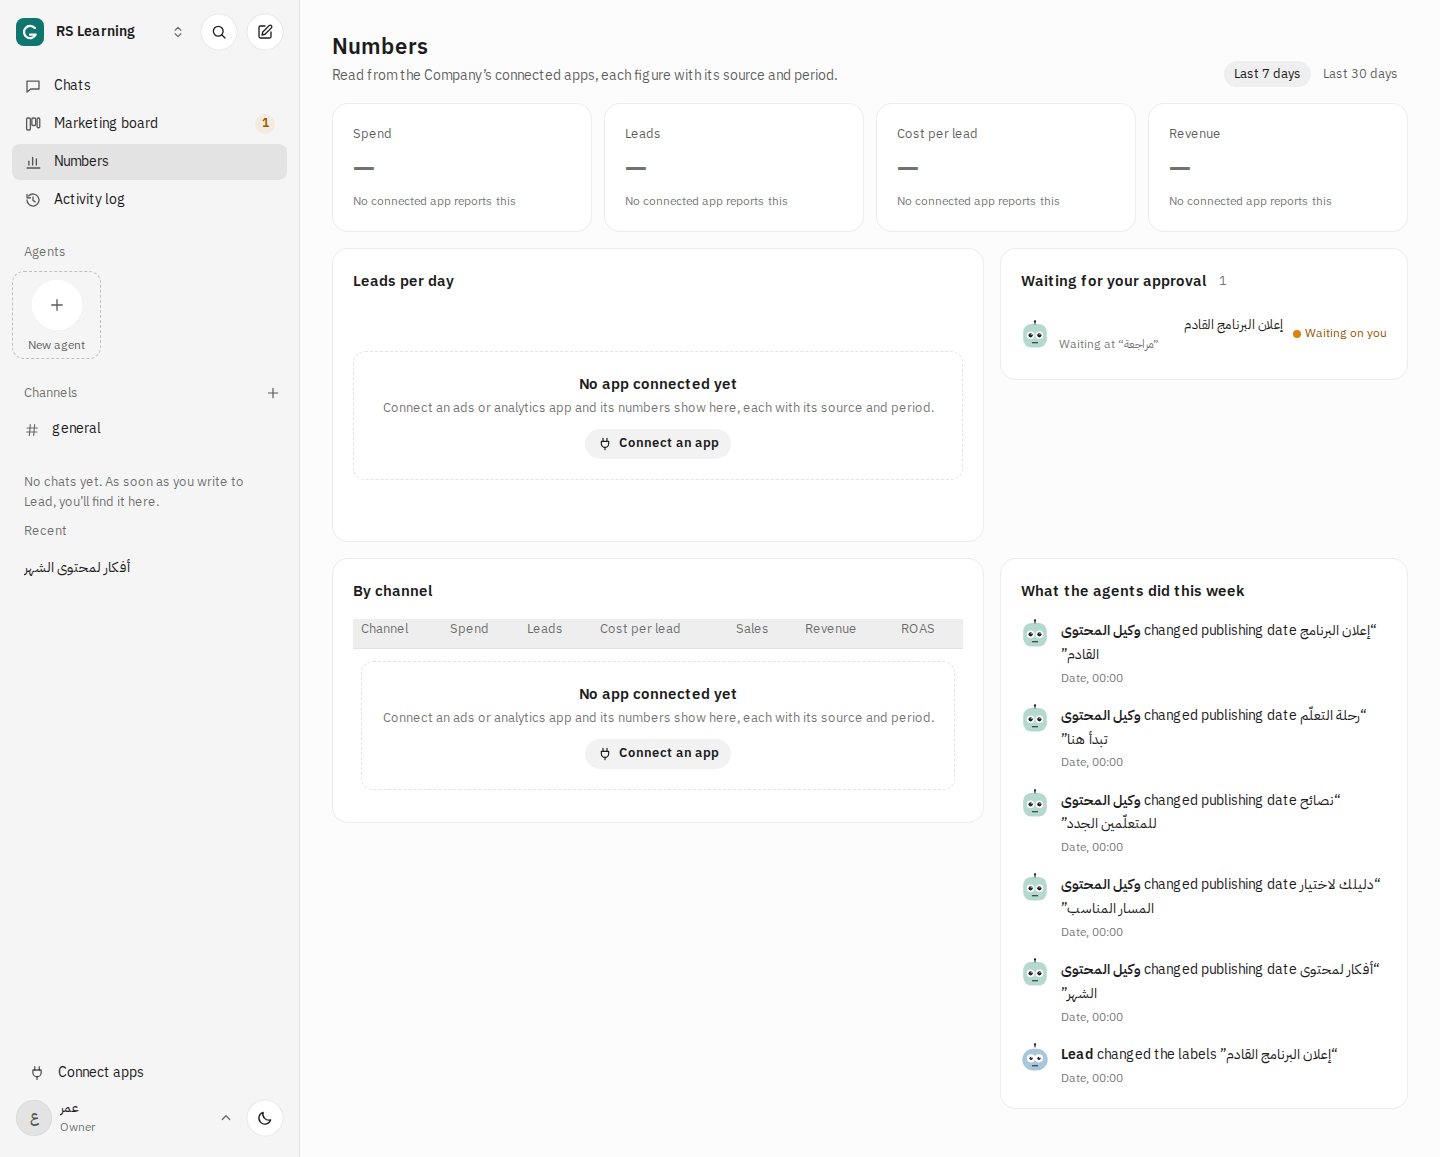 RS Learning
Chats
Marketing board 1
Numbers
Activity log
Agents
New agent
Channels
general
No chats yet. As soon as you write to
Lead, you'll find it here.
Recent
أفكار لمحتوى الشهر
Connect apps
ع
عمر
Owner
Numbers
Read from the Company's connected apps, each figure with its source and period.
Last 7 days Last 30 days
Spend
—
No connected app reports this
Leads
—
No connected app reports this
Cost per lead
—
No connected app reports this
Revenue
—
No connected app reports this
Leads per day
No app connected yet
Connect an ads or analytics app and its numbers show here, each with its source and period.
Connect an app
Waiting for your approval 1
إعلان البرنامج القادم
Waiting at “مراجعة”
Waiting on you
By channel
Channel Spend Leads Cost per lead Sales Revenue ROAS
No app connected yet
Connect an ads or analytics app and its numbers show here, each with its source and period.
Connect an app
What the agents did this week
وكيل المحتوى changed publishing date “إعلان البرنامج
القادم”
Date, 00:00
وكيل المحتوى changed publishing date “رحلة التعلّم
تبدأ هنا”
Date, 00:00
وكيل المحتوى changed publishing date “نصائح
للمتعلّمين الجدد”
Date, 00:00
وكيل المحتوى changed publishing date “دليلك لاختيار
المسار المناسب”
Date, 00:00
وكيل المحتوى changed publishing date “أفكار لمحتوى
الشهر”
Date, 00:00
Lead changed the labels “إعلان البرنامج القادم”
Date, 00:00